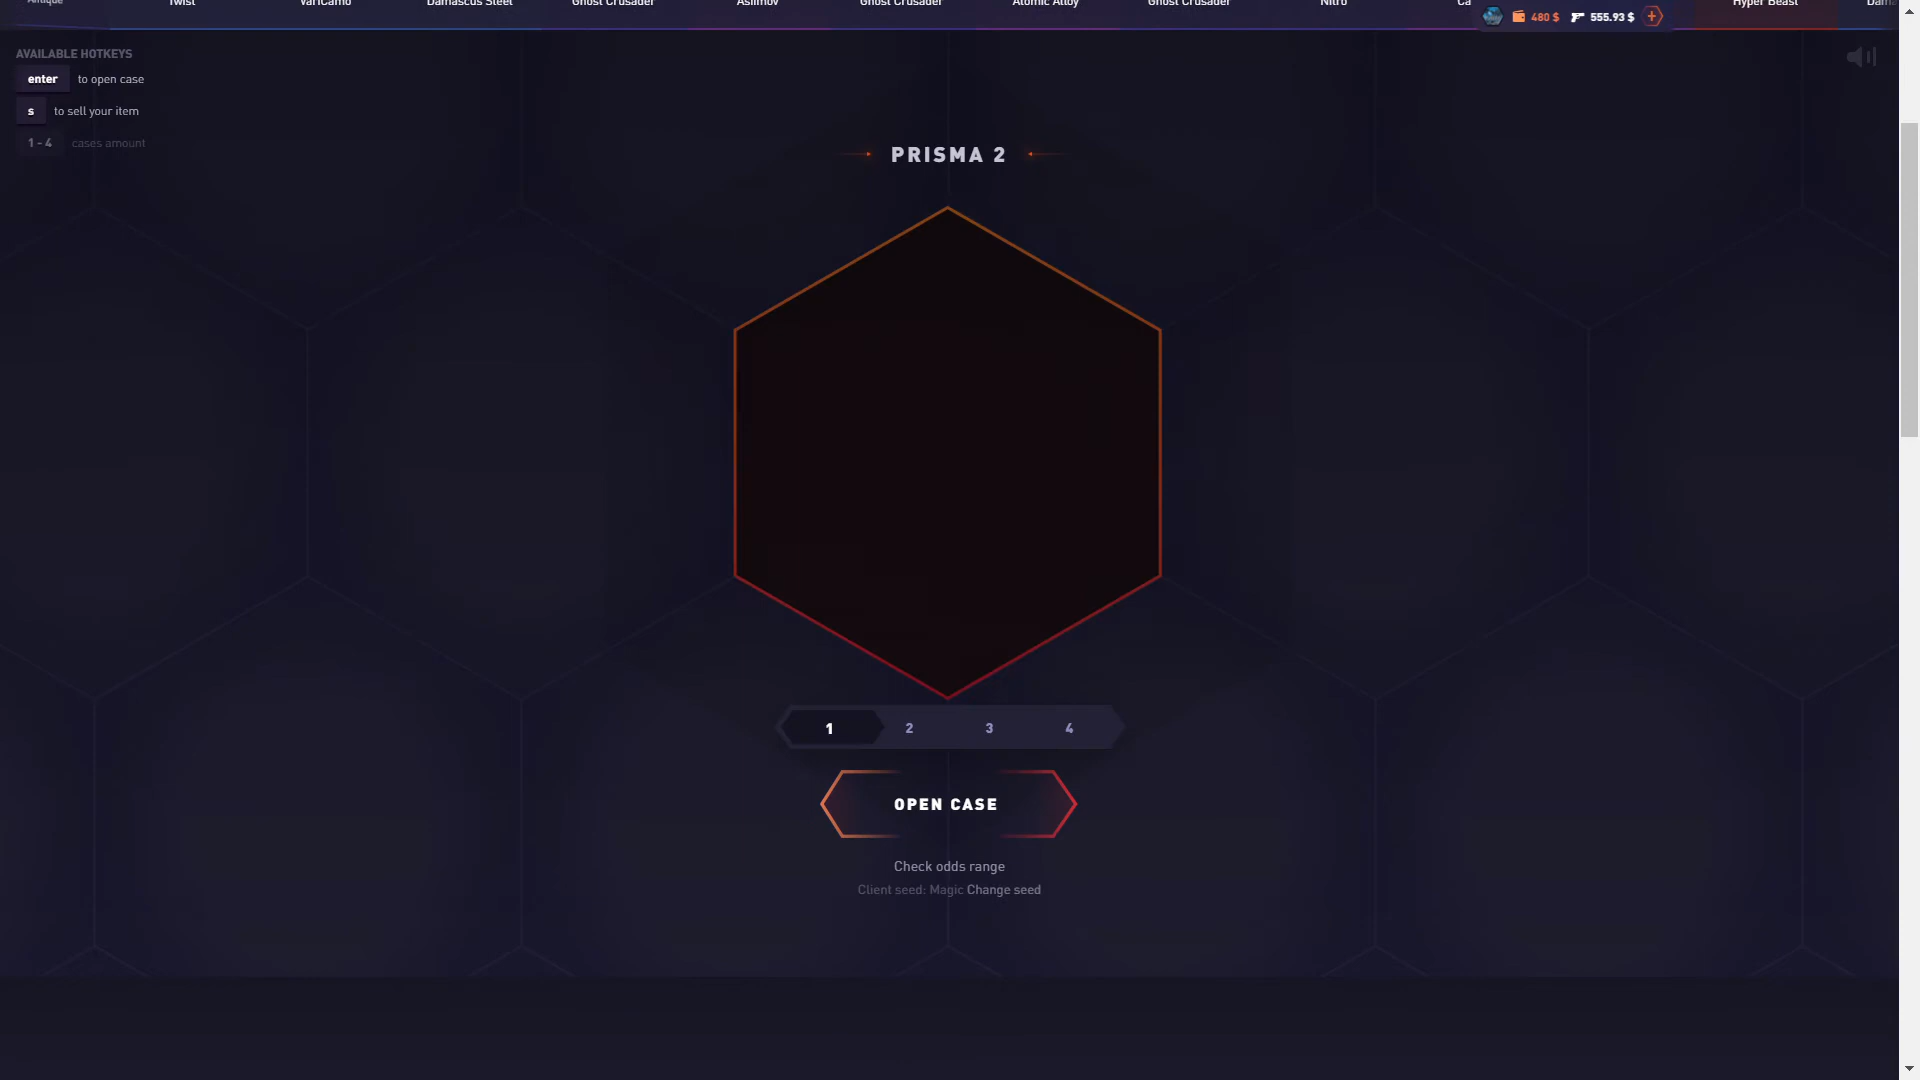 Antique Twist VariCamo Damascus Steel Ghost Crusader Asiimov Ghost Crusader Atomic Alloy Ghost Crusader Nitro Ca Hyper Beast
480 $ 555.93 $ +
AVAILABLE HOTKEYS
enter to open case
s to sell your item
1 - 4 cases amount
PRISMA 2
1 2 3 4
OPEN CASE
Check odds range
Client seed: Magic Change seed